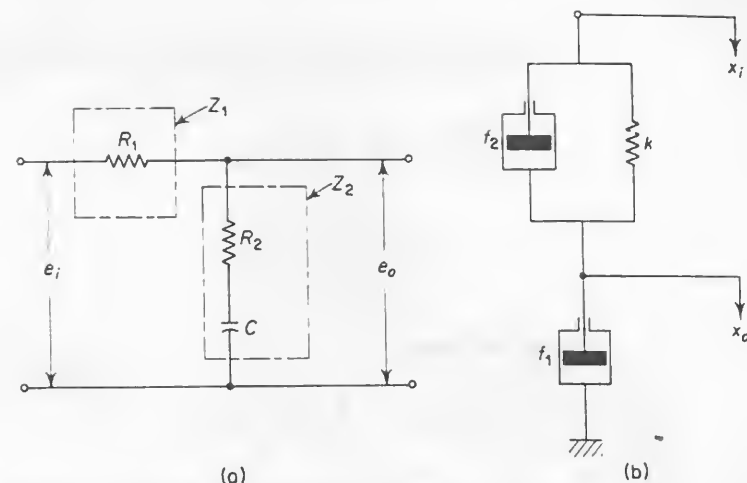 Z₁
R₁
eᵢ
R₂
C
Z₂
eₒ
(a)
xᵢ
f₂
k
xₒ
f₁
(b)